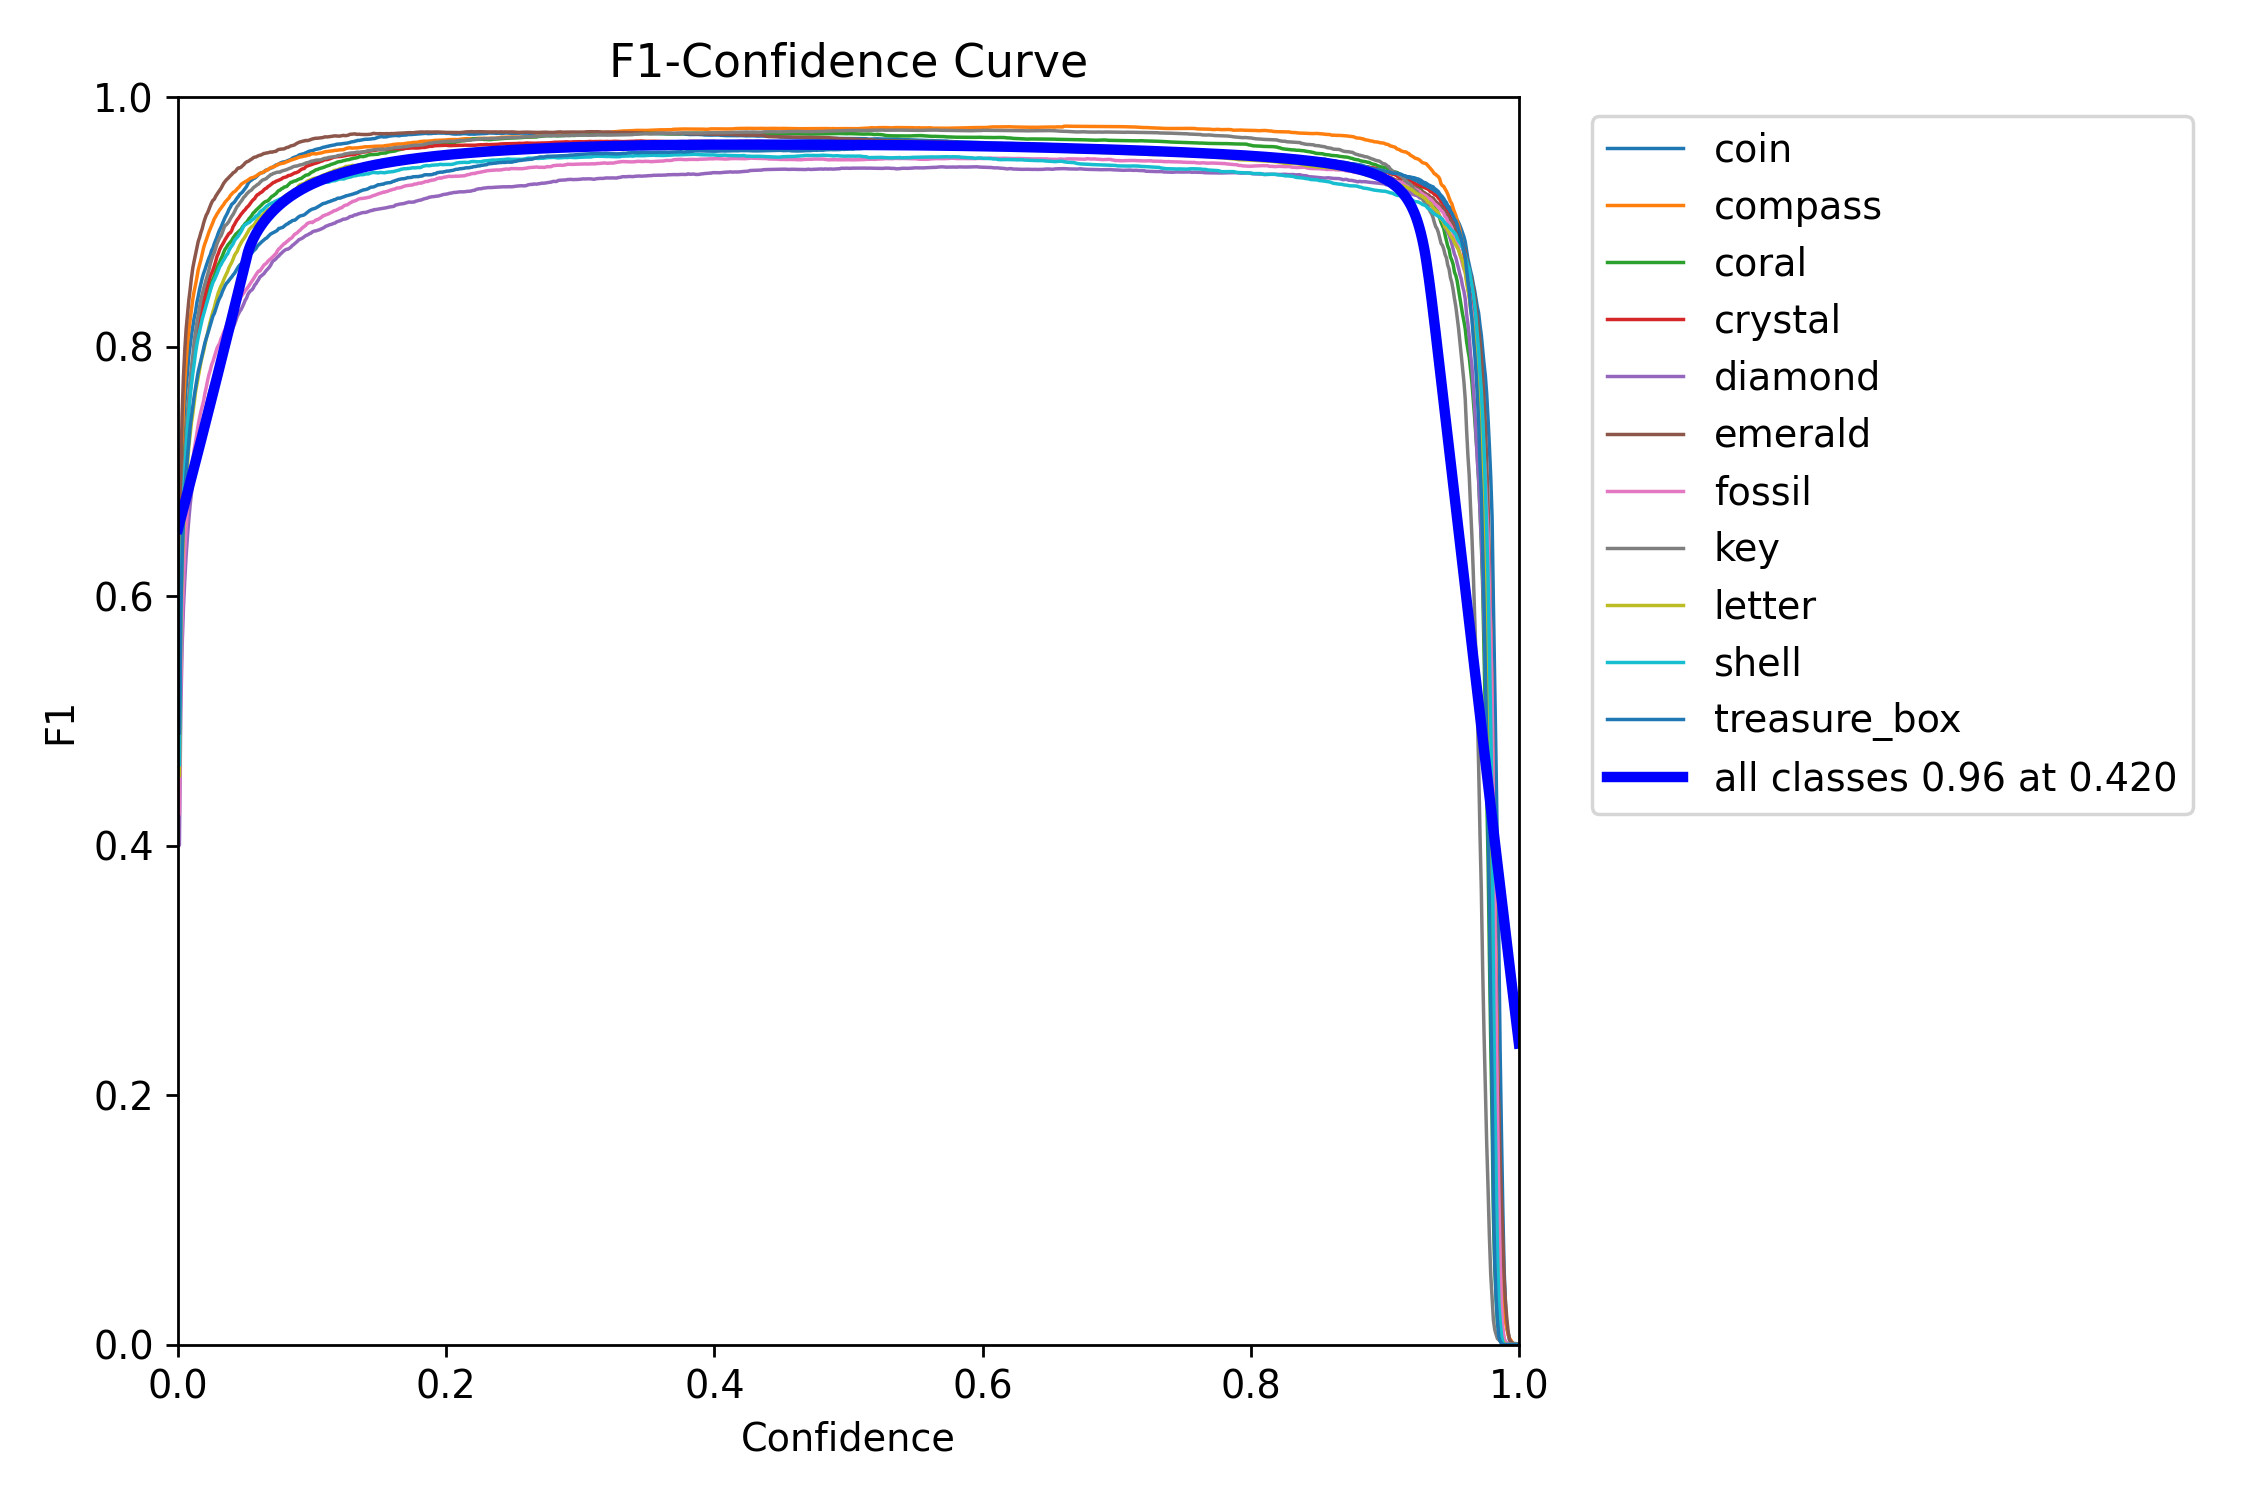 F1-Confidence Curve
1.0
0.8
0.6
0.4
0.2
0.0
F1
0.0 0.2 0.4 0.6 0.8 1.0
Confidence
coin
compass
coral
crystal
diamond
emerald
fossil
key
letter
shell
treasure_box
all classes 0.96 at 0.420